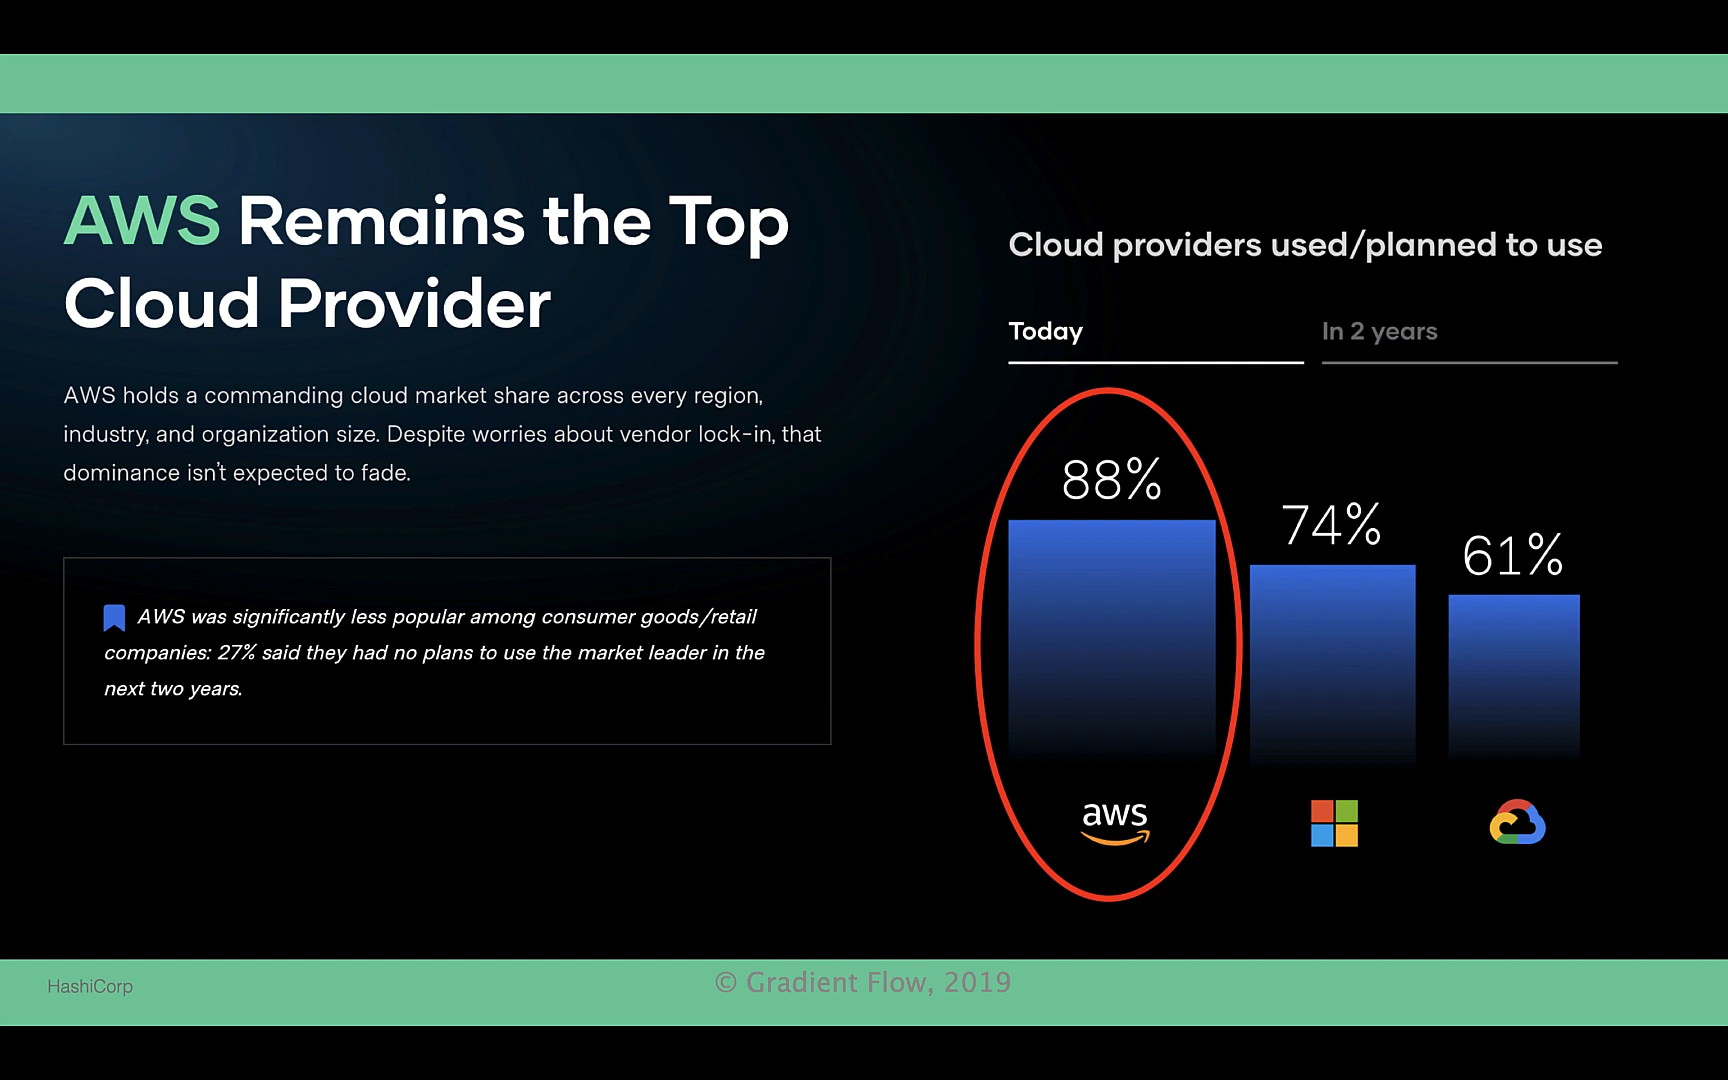 AWS Remains the Top
Cloud Provider
AWS holds a commanding cloud market share across every region,
industry, and organization size. Despite worries about vendor lock-in, that
dominance isn't expected to fade.
AWS was significantly less popular among consumer goods/retail
companies: 27% said they had no plans to use the market leader in the
next two years.
Cloud providers used/planned to use
Today
In 2 years
88%
74%
61%
aws
HashiCorp
© Gradient Flow, 2019